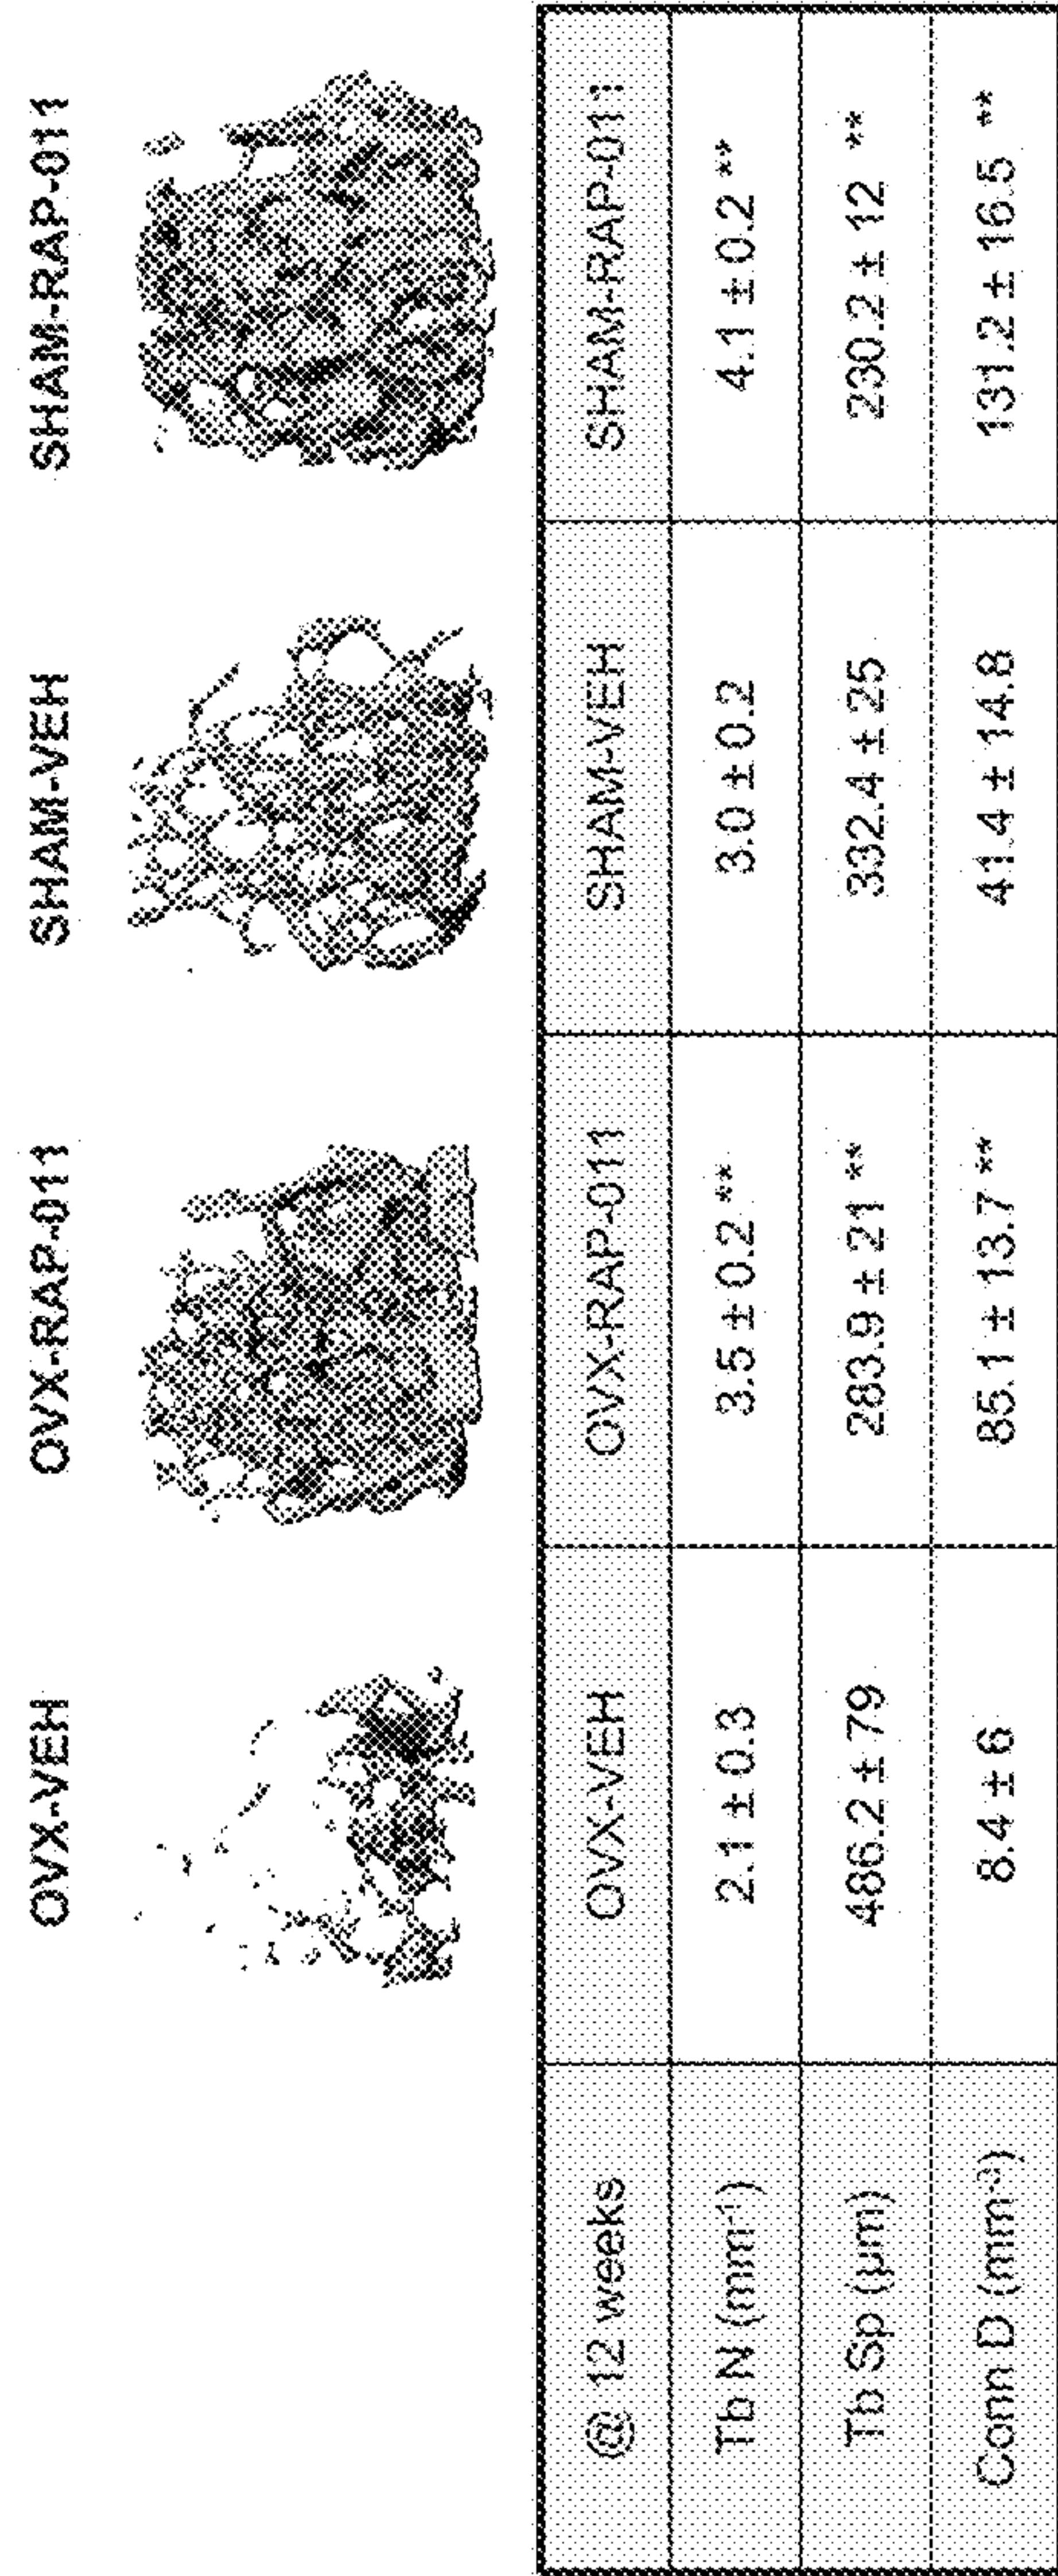 OVX-VEH OVX-RAP-011 SHAM-VEH SHAM-RAP-011
@ 12 weeks OVX-VEH OVX-RAP-011 SHAM-VEH SHAM-RAP-011
Tb N (mm⁻¹) 2.1 ± 0.3 3.5 ± 0.2 ** 3.0 ± 0.2 4.1 ± 0.2 **
Tb Sp (µm) 486.2 ± 79 283.9 ± 21 ** 332.4 ± 25 230.2 ± 12 **
Conn D (mm⁻³) 8.4 ± 6 85.1 ± 13.7 ** 41.4 ± 14.8 131.2 ± 16.5 **